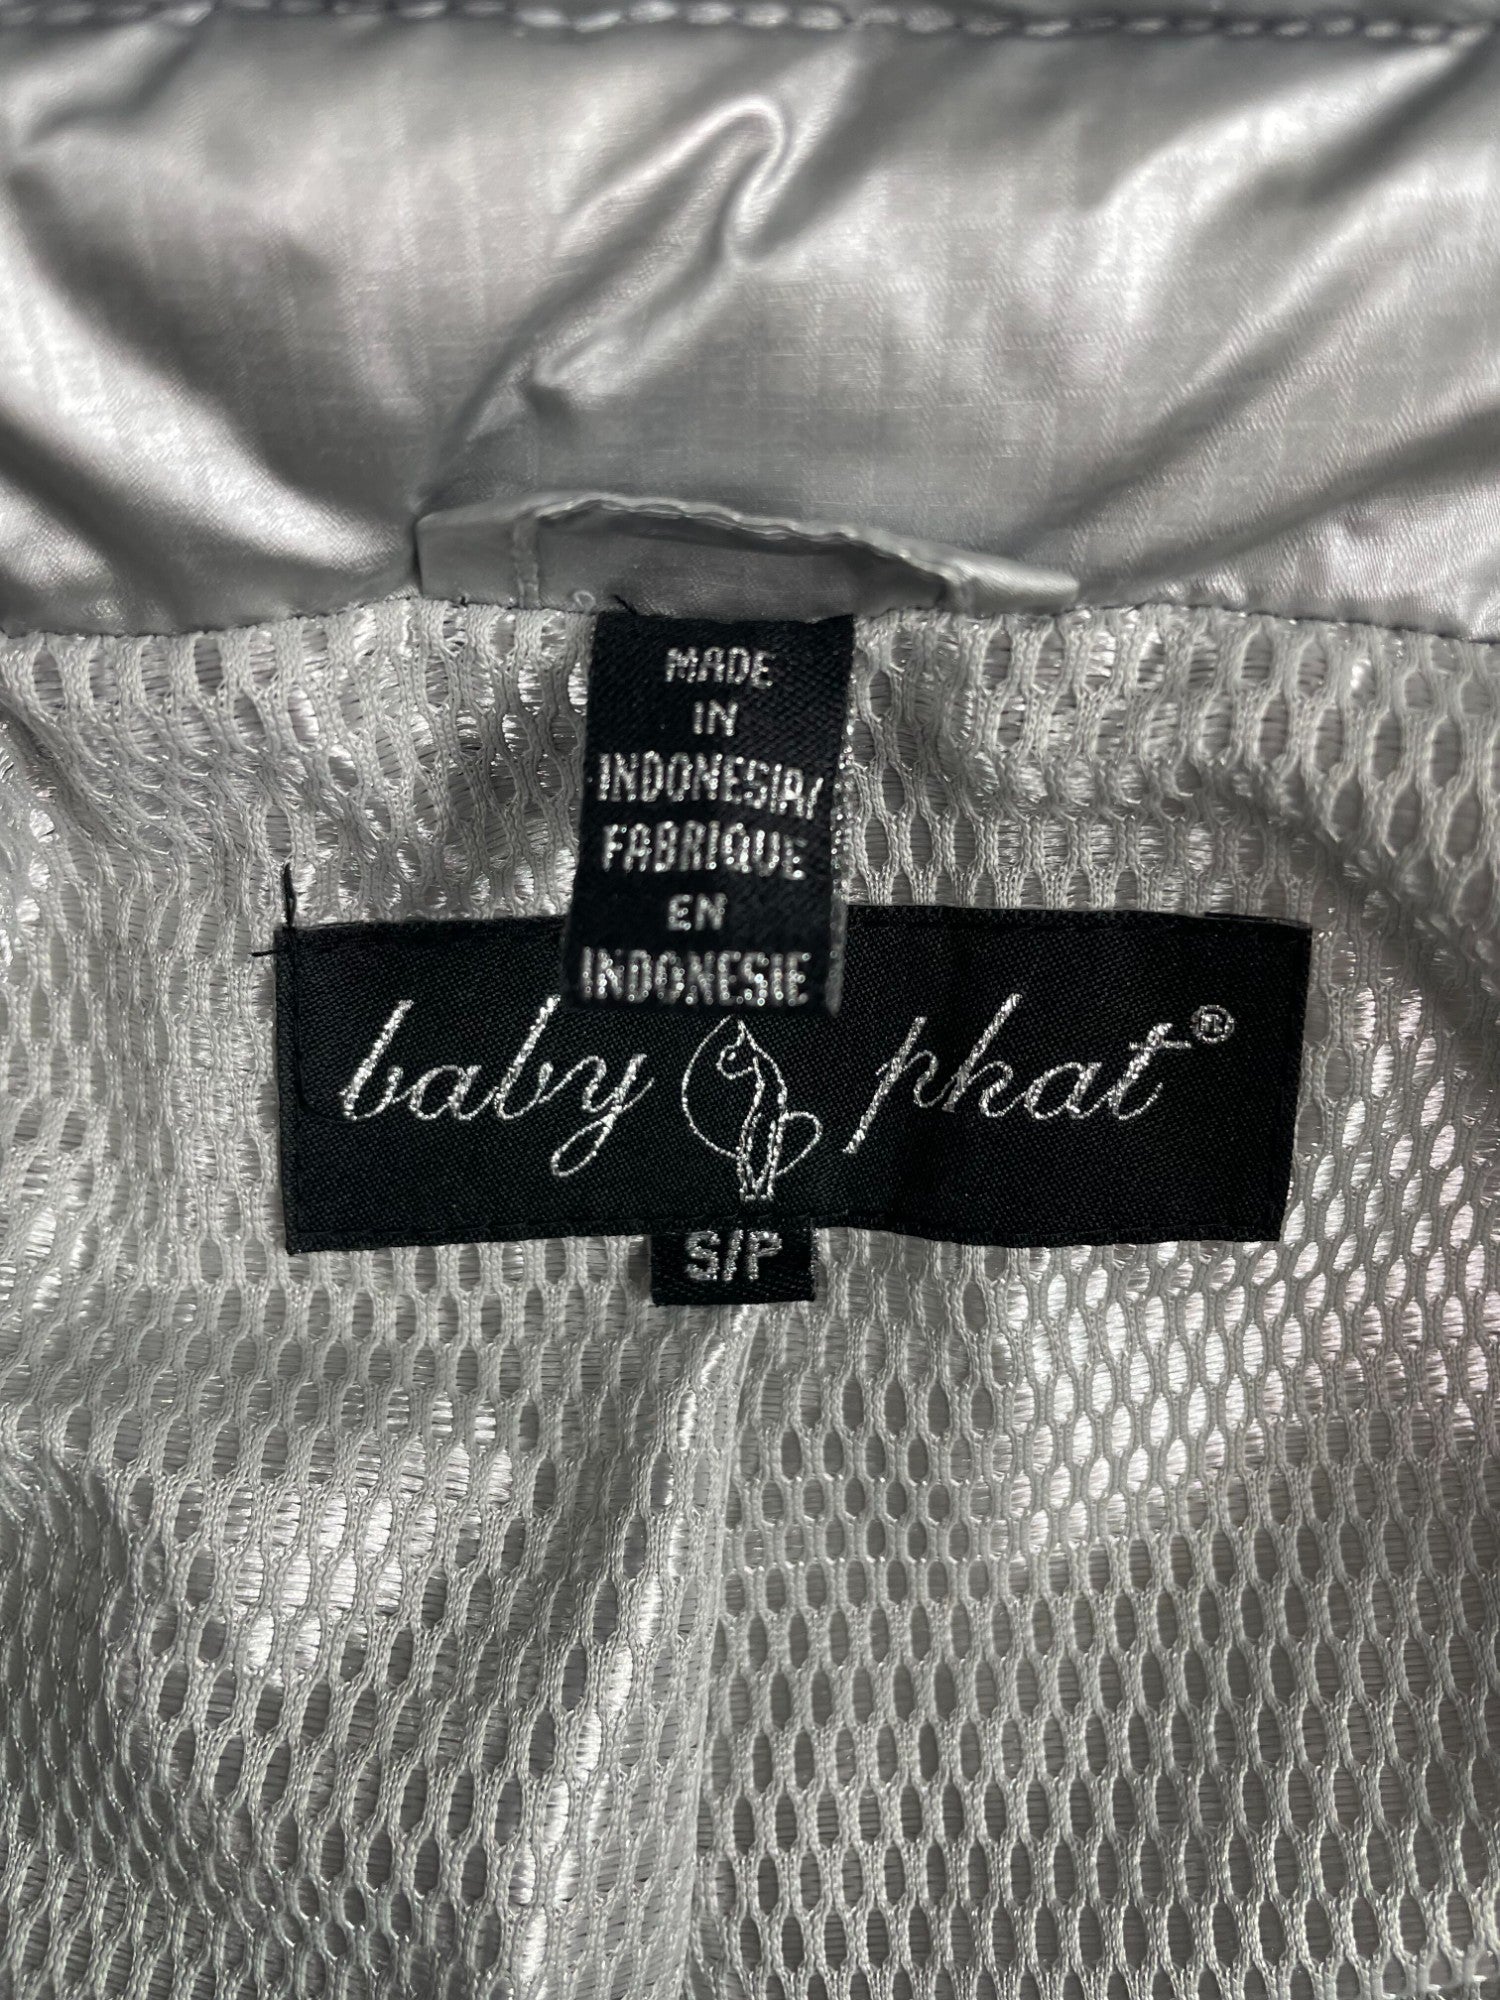 MADE
IN
INDONESIA/
FABRIQUE
EN
INDONESIE
baby phat®
S/P